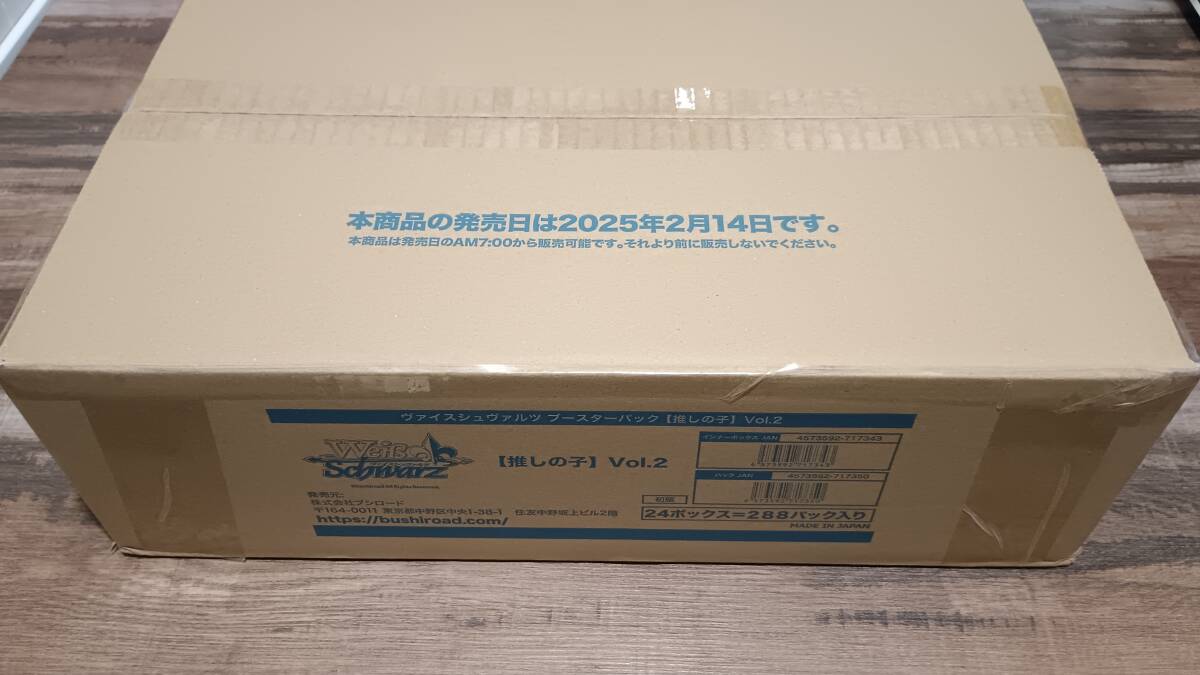 本商品の発売日は2025年2月14日です。
本商品は発売日のAM7:00から販売可能です。それより前に販売しないでください。
ヴァイスシュヴァルツ ブースターパック【推しの子】Vol.2
Weiß
Schwarz
【推しの子】Vol.2
発売元:
株式会社ブシロード
〒164-0011 東京都中野区中央1-38-1 住友中野坂上ビル2階
https://bushiroad.com/
インナーボックス JAN 4573592-717343
パック JAN 4573592-717350
初版
24ボックス=288パック入り
MADE IN JAPAN